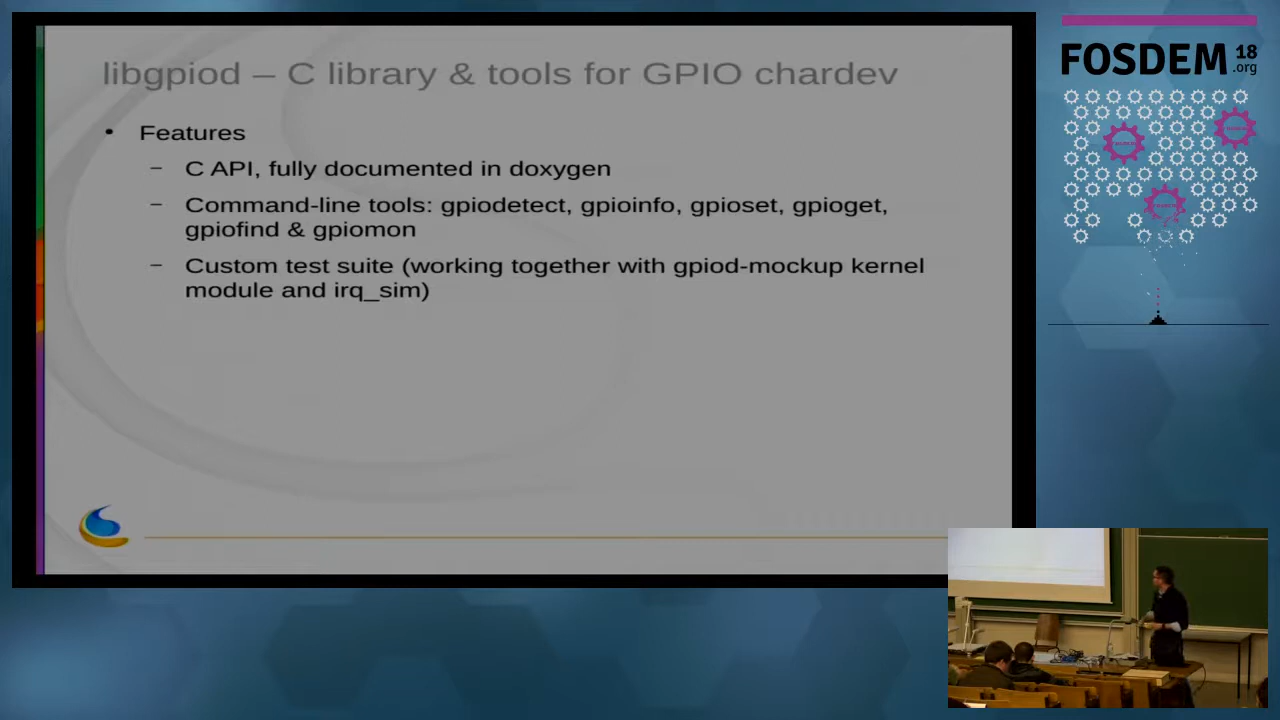 libgpiod – C library & tools for GPIO chardev
• Features
– C API, fully documented in doxygen
– Command-line tools: gpiodetect, gpioinfo, gpioset, gpioget,
gpiofind & gpiomon
– Custom test suite (working together with gpiod-mockup kernel
module and irq_sim)
FOSDEM 18
.org